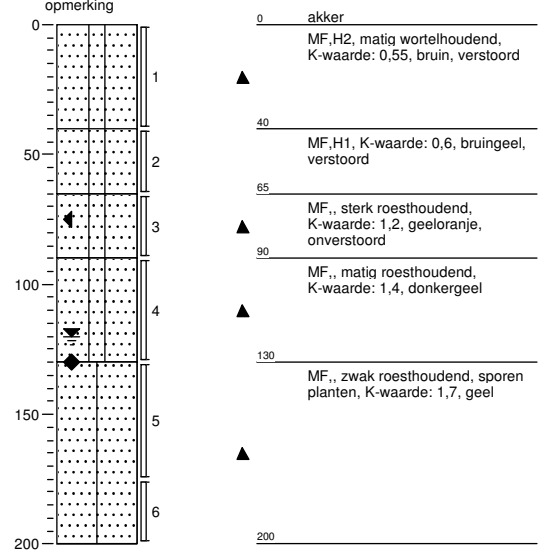 opmerking
0
50
100
150
200
1
2
3
4
5
6
0 akker
MF,H2, matig wortelhoudend,
K-waarde: 0,55, bruin, verstoord
40
MF,H1, K-waarde: 0,6, bruingeel,
verstoord
65
MF,, sterk roesthoudend,
K-waarde: 1,2, geeloranje,
onverstoord
90
MF,, matig roesthoudend,
K-waarde: 1,4, donkergeel
130
MF,, zwak roesthoudend, sporen
planten, K-waarde: 1,7, geel
200